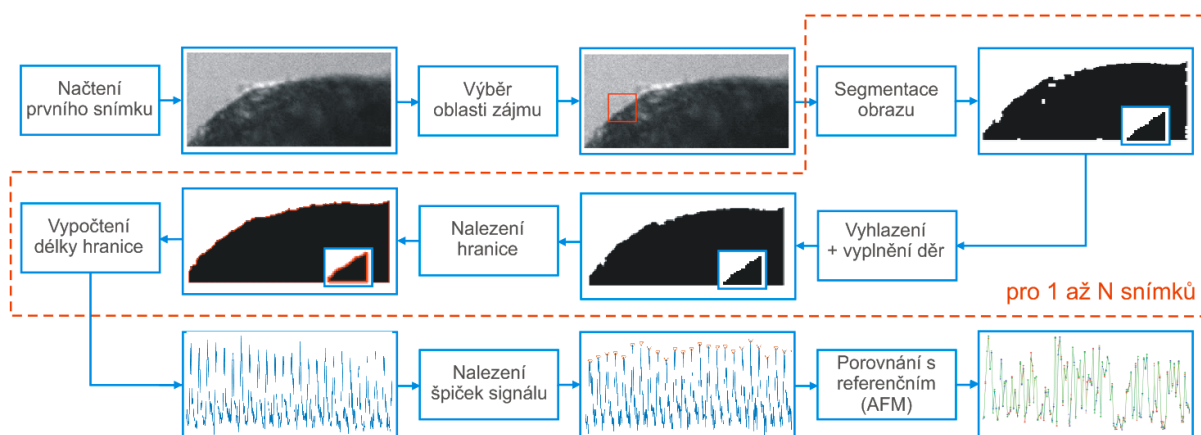 Načtení
prvního snímku
Výběr
oblasti zájmu
Segmentace
obrazu
Vypočtení
délky hranice
Nalezení
hranice
Vyhlazení
+ vyplnění děr
pro 1 až N snímků
Nalezení
špiček signálu
Porovnání s
referenčním
(AFM)